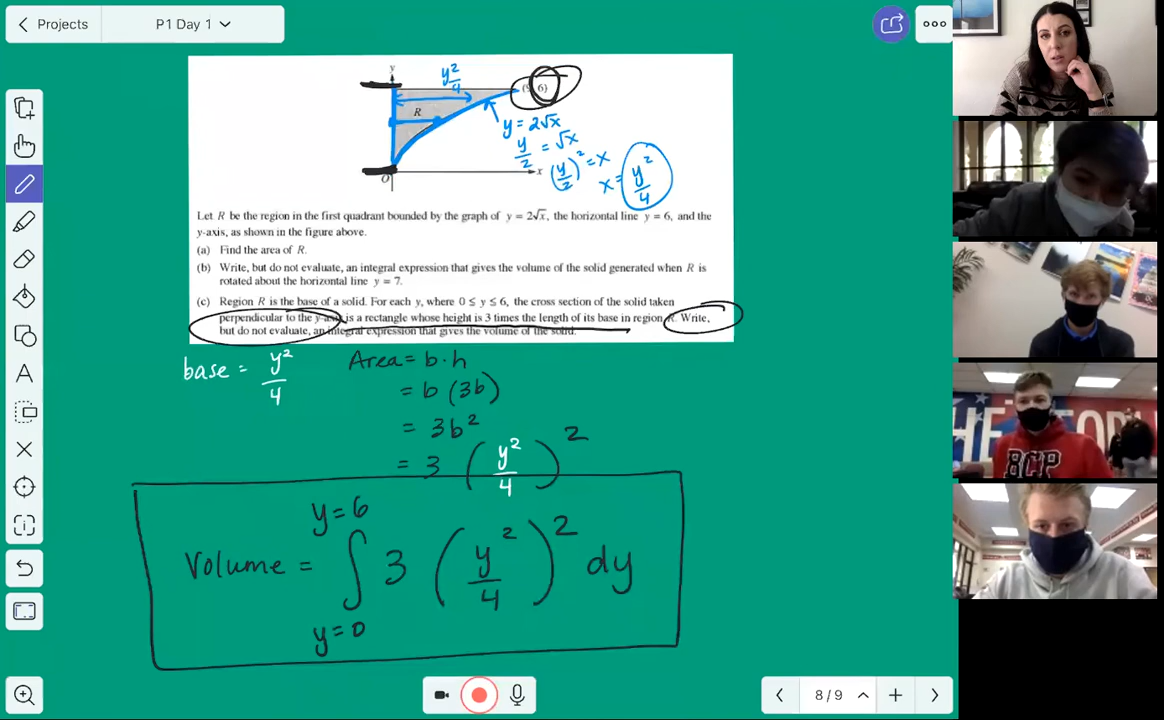 Projects
P1 Day 1
y
y²/4
(9, 6)
R
y = 2√x
y/2 = √x
(y/2)² = x
x = y²/4
O
x
Let R be the region in the first quadrant bounded by the graph of y = 2√x, the horizontal line y = 6, and the
y-axis, as shown in the figure above.
(a) Find the area of R.
(b) Write, but do not evaluate, an integral expression that gives the volume of the solid generated when R is
rotated about the horizontal line y = 7.
(c) Region R is the base of a solid. For each y, where 0 ≤ y ≤ 6, the cross section of the solid taken
perpendicular to the y-axis is a rectangle whose height is 3 times the length of its base in region R. Write,
but do not evaluate, an integral expression that gives the volume of the solid.
base = y²/4
Area = b·h
= b (3b)
= 3b²
= 3 (y²/4)²
y=6
Volume = ∫ 3 (y²/4)² dy
y=0
A
8/9
THE PEOPL
BCP